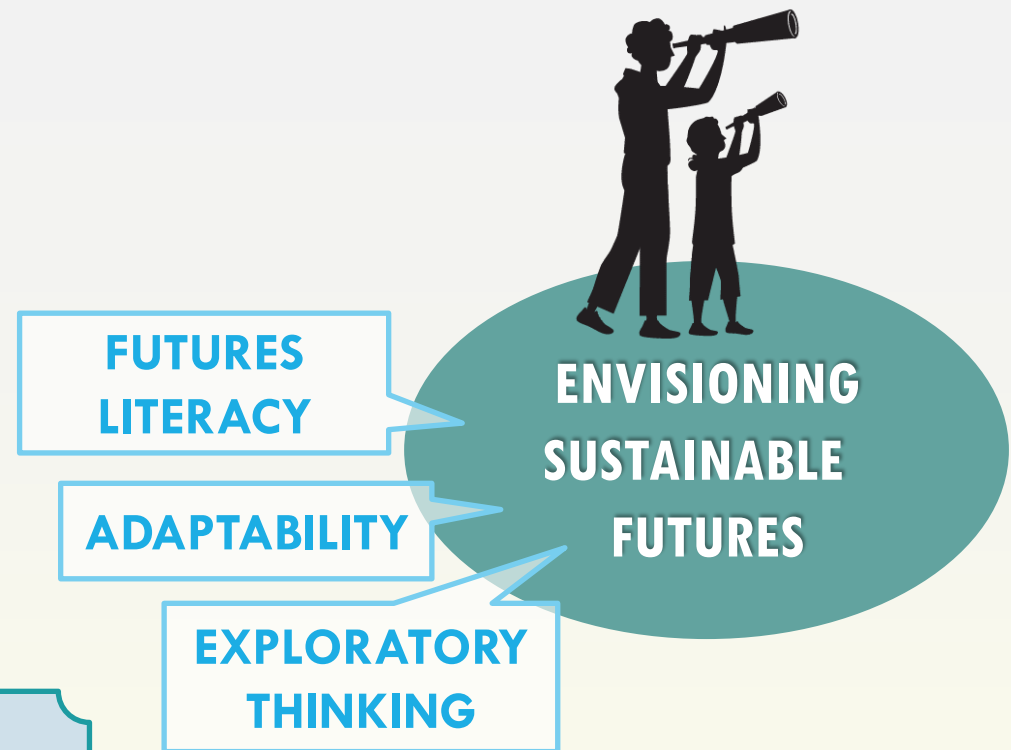 FUTURES
LITERACY
ADAPTABILITY
EXPLORATORY
THINKING
ENVISIONING
SUSTAINABLE
FUTURES